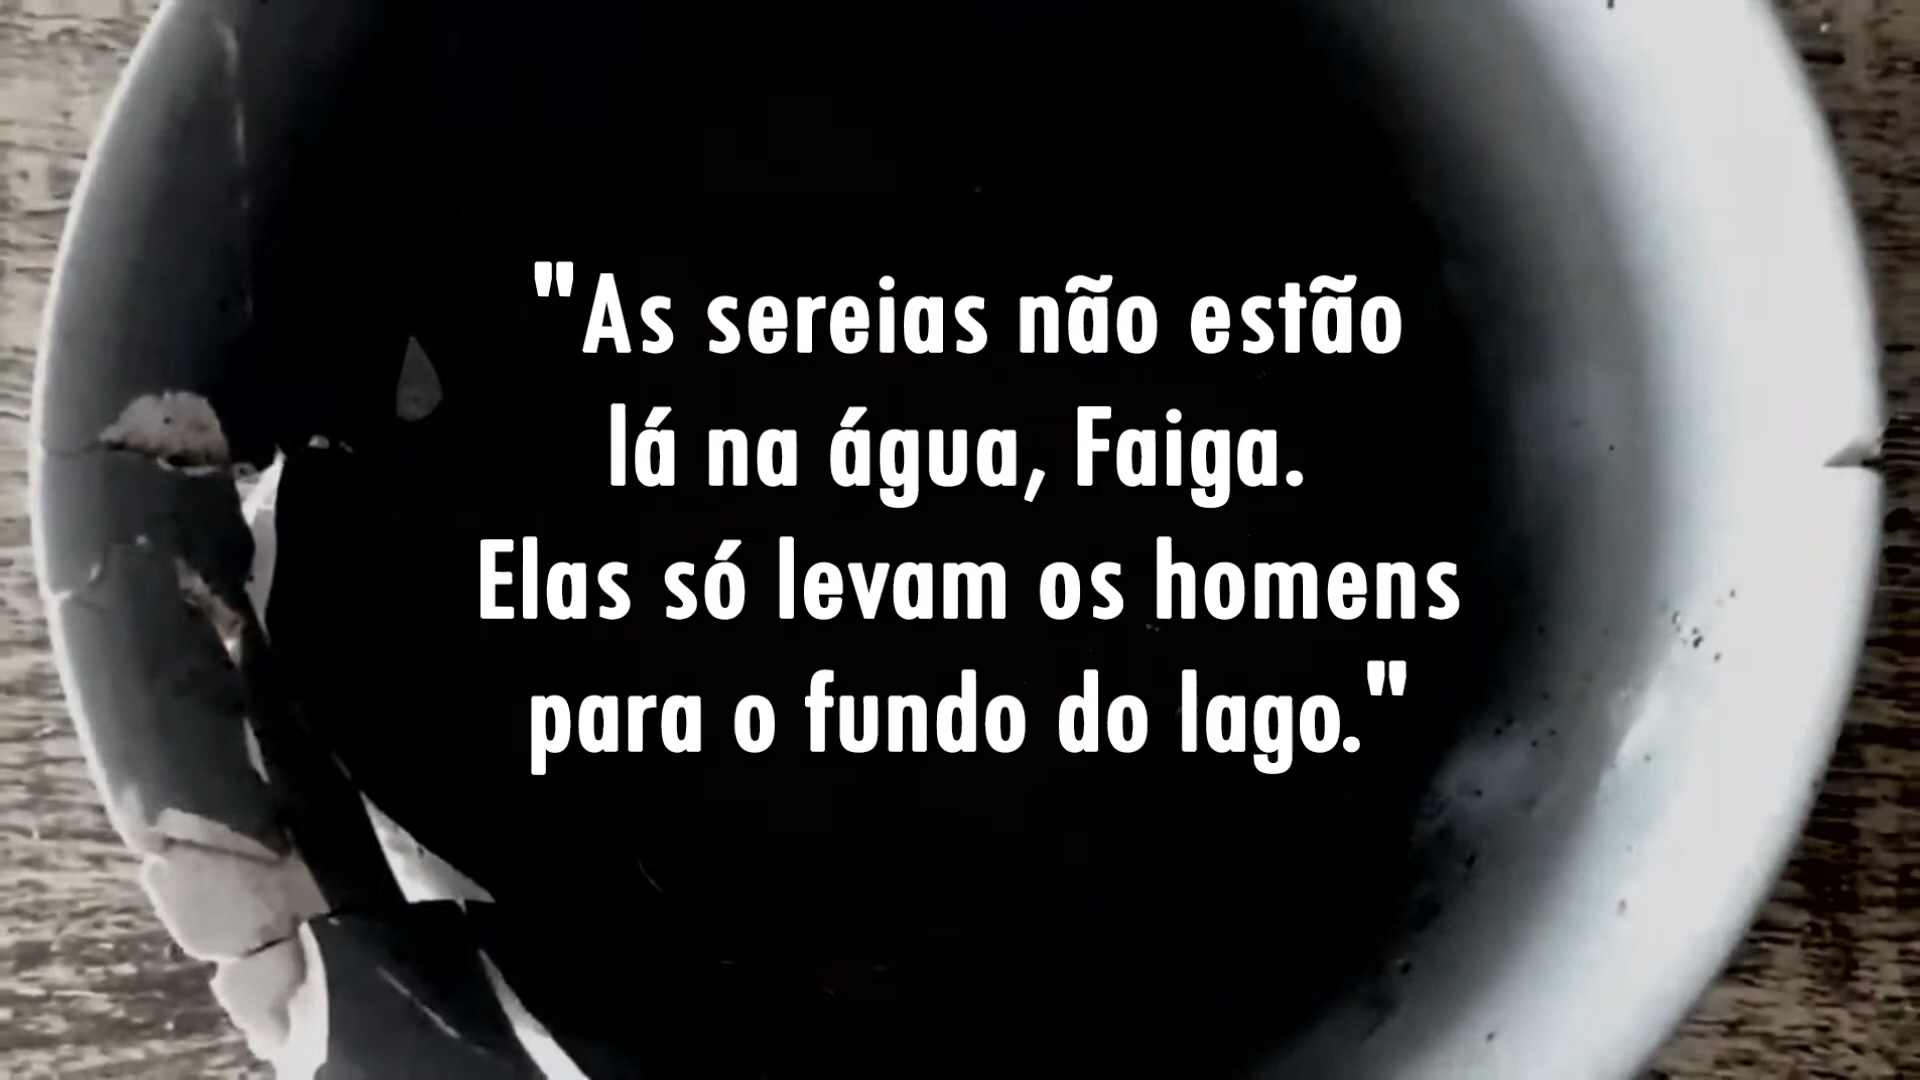 "As sereias não estão
lá na água, Faiga.
Elas só levam os homens
para o fundo do lago."